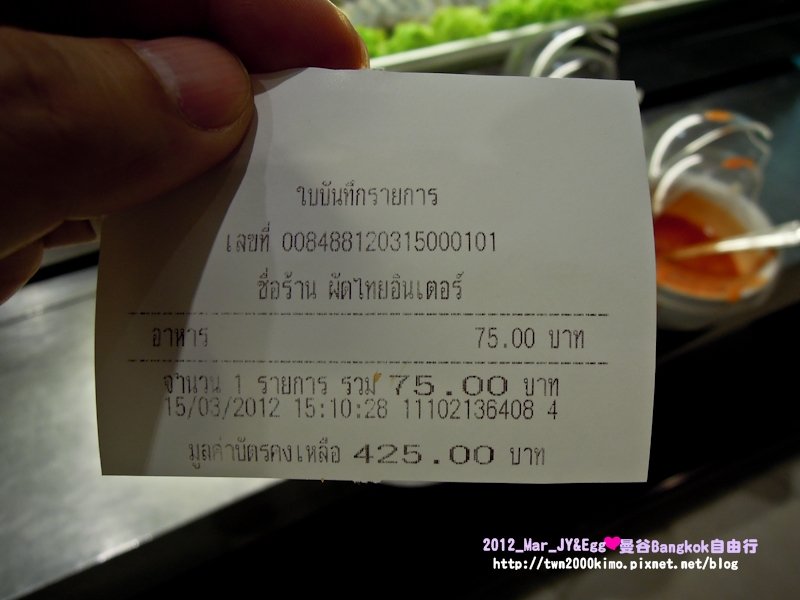 ใบบันทึกรายการ
เลขที่ 008488120315000101
ชื่อร้าน ผัดไทยอินเตอร์
อาหาร 75.00 บาท
จำนวน 1 รายการ รวม 75.00 บาท
15/03/2012 15:10:28 11102136408 4
มูลค่าบัตรคงเหลือ 425.00 บาท
2012_Mar_JY&Egg❤曼谷Bangkok自由行
http://twn2000kimo.pixnet.net/blog